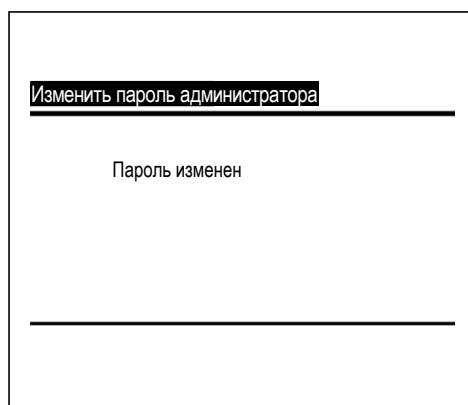 Изменить пароль администратора
Пароль изменен